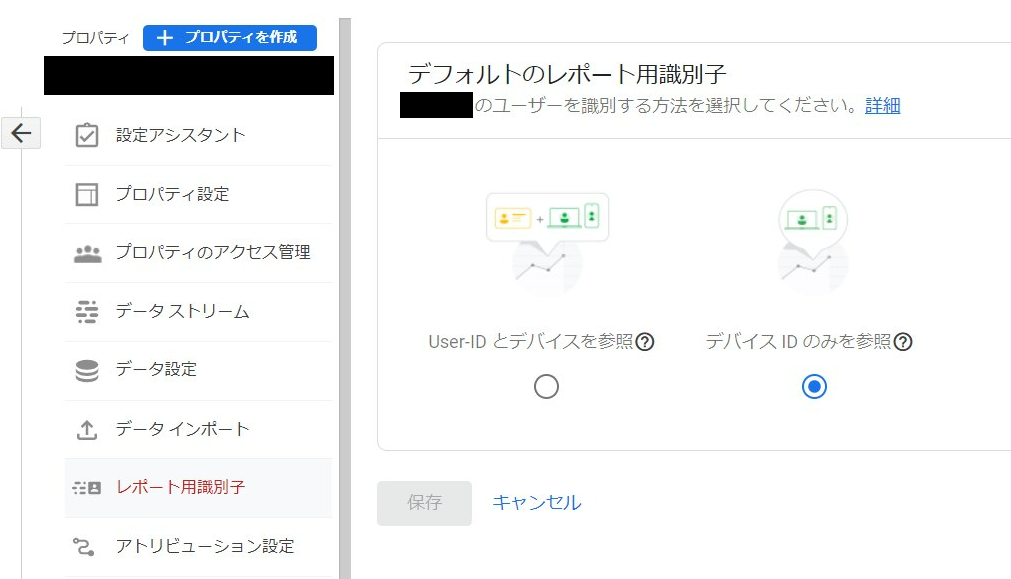 プロパティ
プロパティを作成
設定アシスタント
プロパティ設定
プロパティのアクセス管理
データ ストリーム
データ設定
データ インポート
レポート用識別子
アトリビューション設定
デフォルトのレポート用識別子
のユーザーを識別する方法を選択してください。詳細
User-ID とデバイスを参照
デバイス ID のみを参照
保存 キャンセル